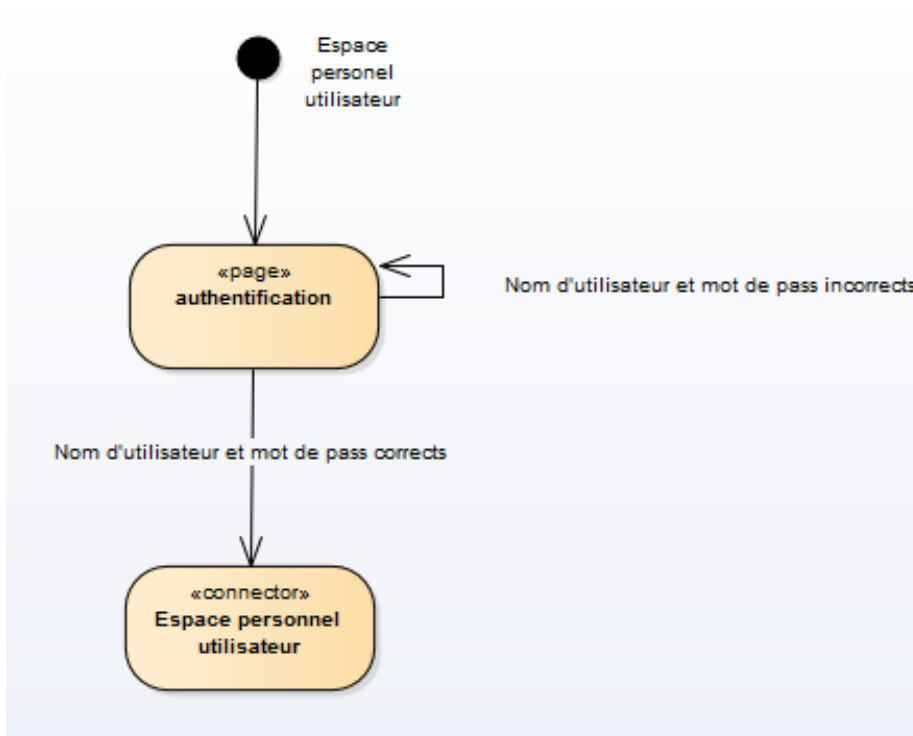 Espace
personel
utilisateur
«page»
authentification
Nom d'utilisateur et mot de pass incorrects
Nom d'utilisateur et mot de pass corrects
«connector»
Espace personnel
utilisateur